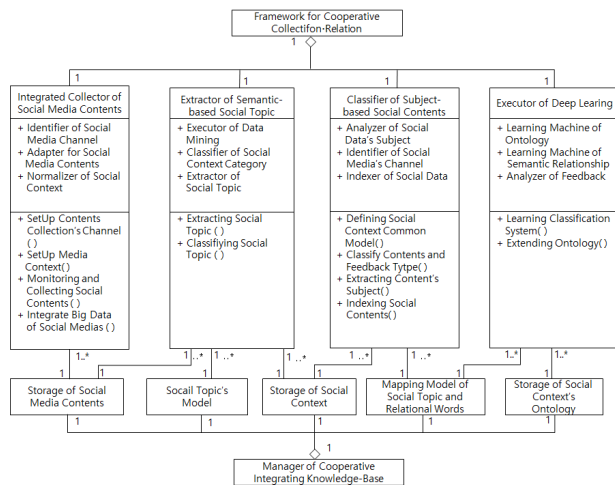 Framework for Cooperative
Collectifon-Relation
1
1
1
1
1
Integrated Collector of
Social Media Contents
+ Identifier of Social
Media Channel
+ Adapter for Social
Media Contents
+ Normalizer of Social
Context
+ SetUp Contents
Collection's Channel
( )
+ SetUp Media
Context()
+ Monitoring and
Collecting Social
Contents ( )
+ Integrate Big Data
of Social Medias ( )
Extractor of Semantic-
based Social Topic
+ Executor of Data
Mining
+ Classifier of Social
Context Category
+ Extractor of
Social Topic
+ Extracting Social
Topic ( )
+ Classifying Social
Topic ( )
Classifier of Subject-
based Social Contents
+ Analyzer of Social
Data's Subject
+ Identifier of Social
Media's Channel
+ Indexer of Social Data
+ Defining Social
Context Common
Model()
+ Classify Contents and
Feedback Tytpe()
+ Extracting Content's
Subject()
+ Indexing Social
Contents()
Executor of Deep Learing
+ Learning Machine of
Ontology
+ Learning Machine of
Semantic Relationship
+ Analyzer of Feedback
+ Learning Classification
System()
+ Extending Ontology()
1..*
1 ..*
1 ..*
1 ..*
1 ..*
1 ..*
1..*
1 ..*
1
1
1
1
1
1
1
1
Storage of Social
Media Contents
Socail Topic's
Model
Storage of Social
Context
Mapping Model of
Social Topic and
Relational Words
Storage of Social
Context's
Ontology
1
1
1
1
1
1
Manager of Cooperative
Integrating Knowledge-Base